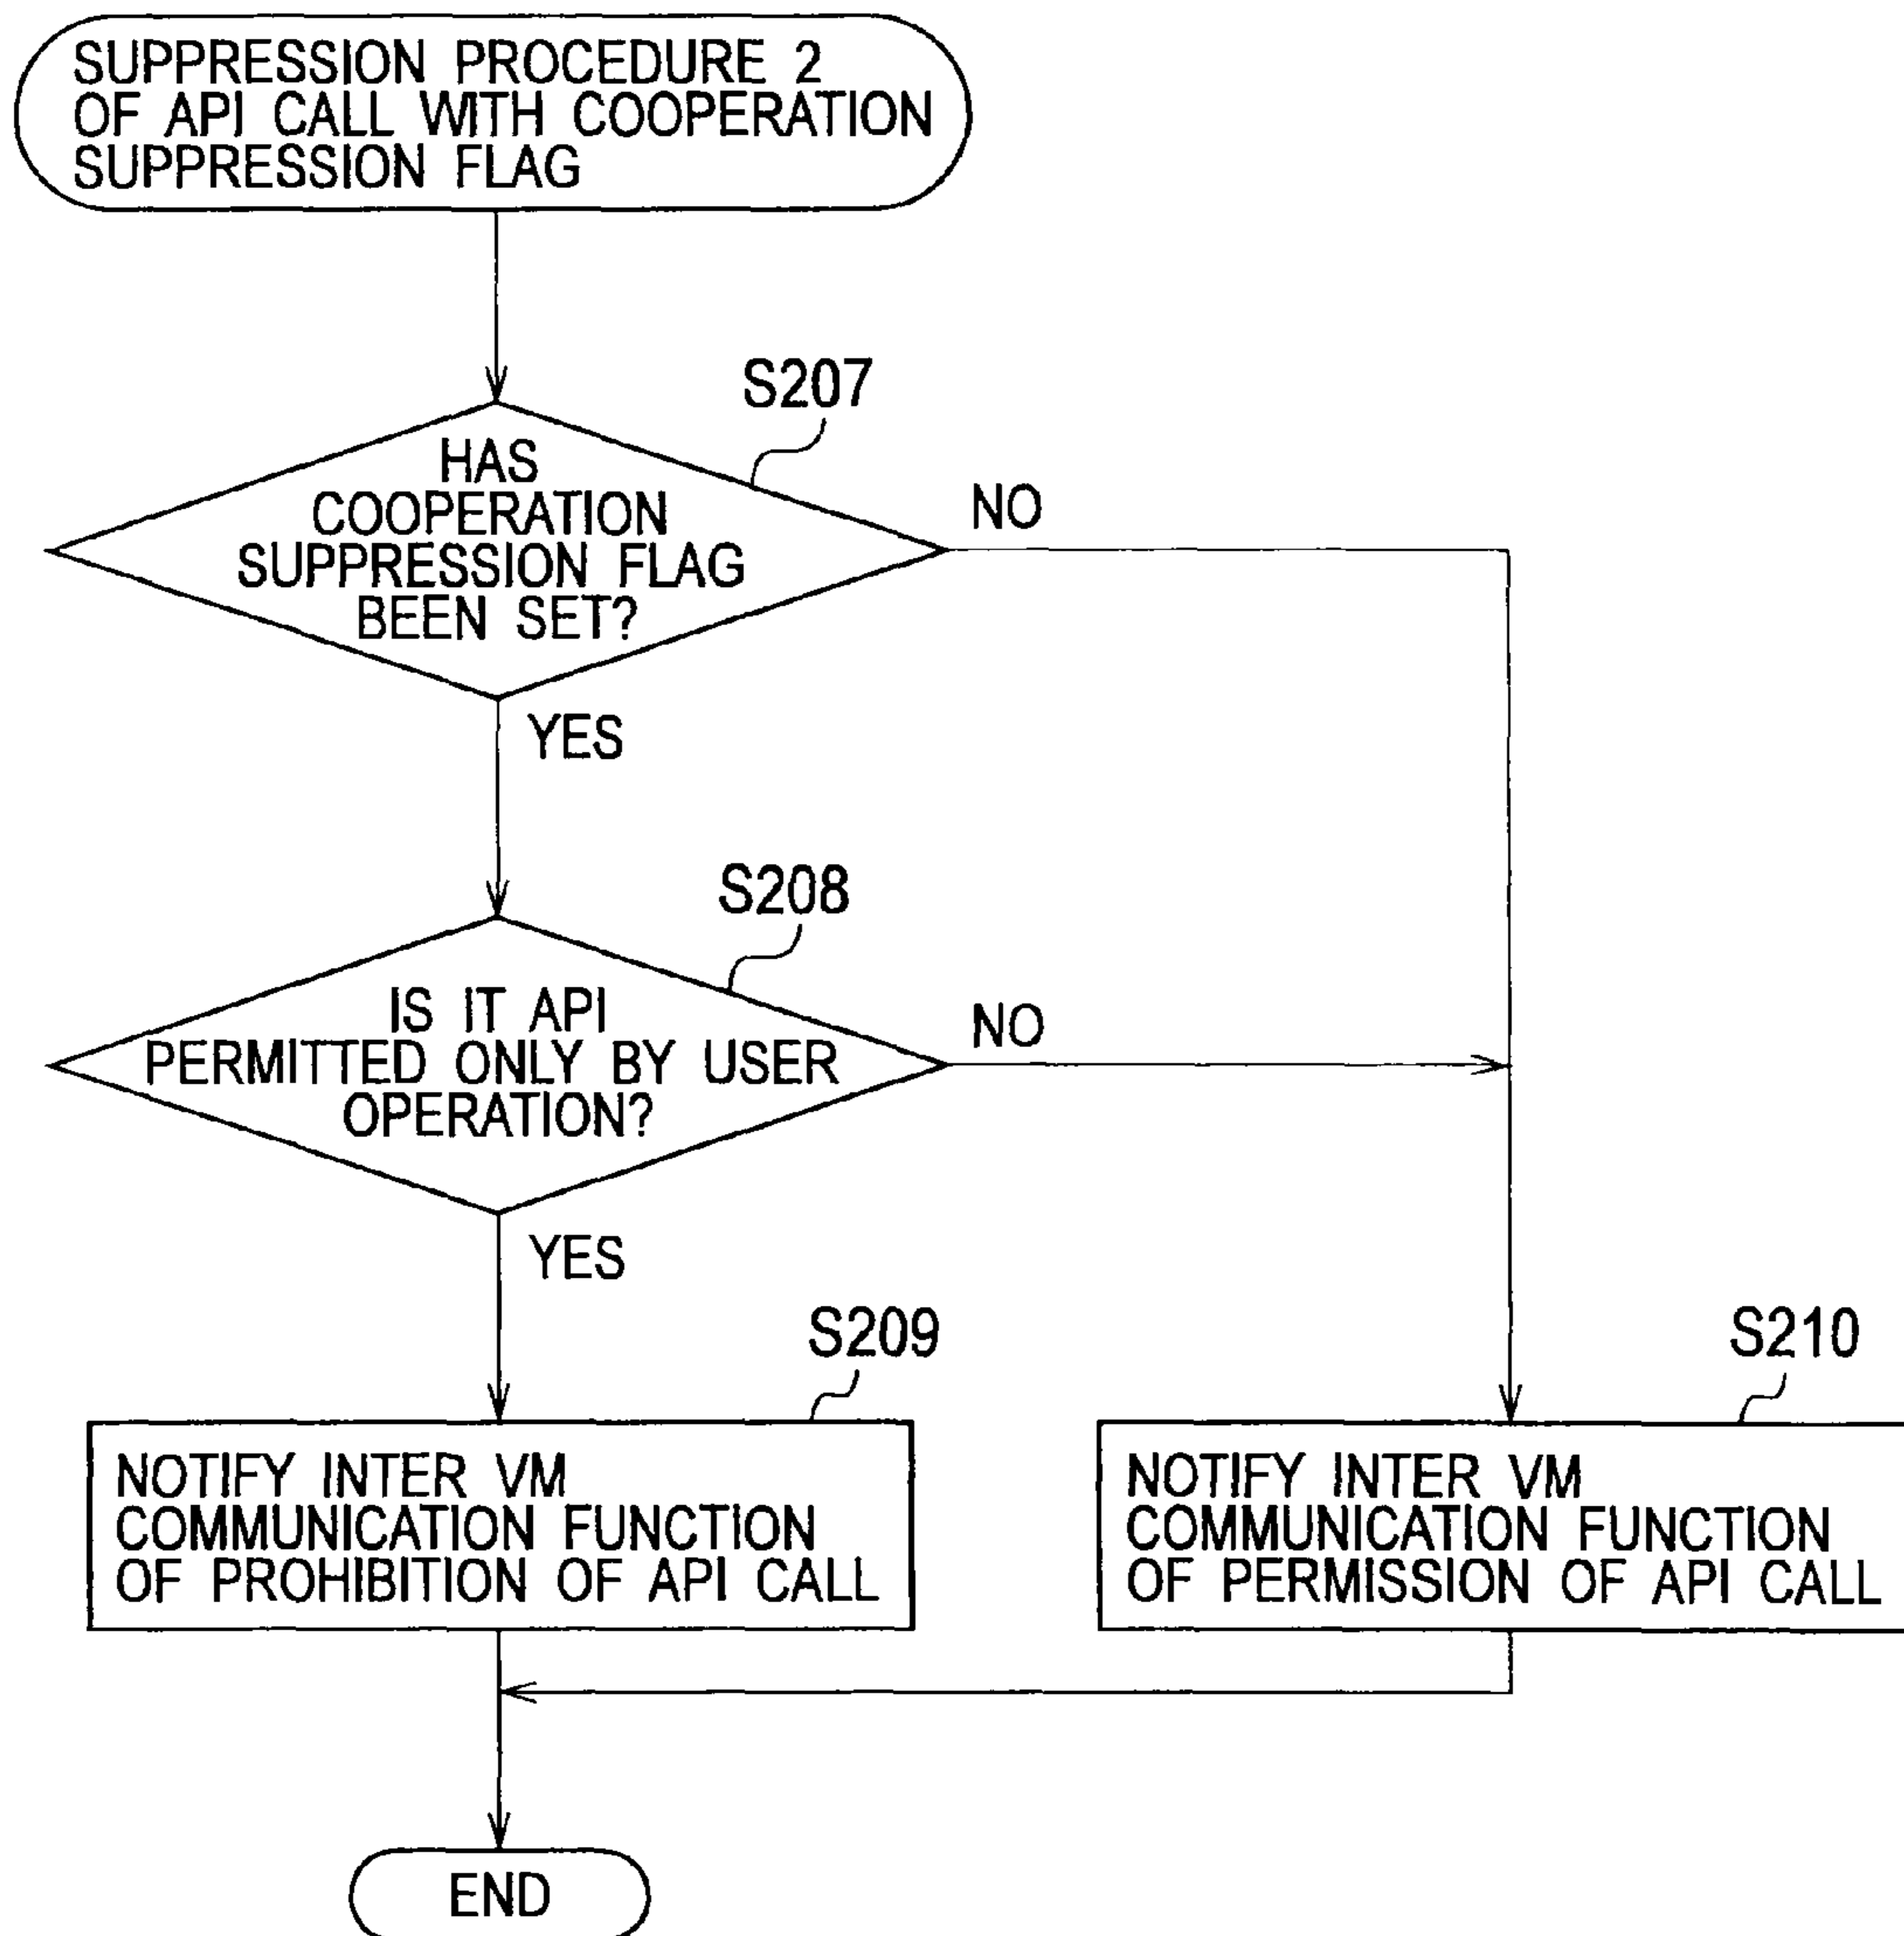 SUPPRESSION PROCEDURE 2
OF API CALL WITH COOPERATION
SUPPRESSION FLAG
S207
HAS
COOPERATION
SUPPRESSION FLAG
BEEN SET?
NO
YES
S208
IS IT API
PERMITTED ONLY BY USER
OPERATION?
NO
YES
S209
NOTIFY INTER VM
COMMUNICATION FUNCTION
OF PROHIBITION OF API CALL
S210
NOTIFY INTER VM
COMMUNICATION FUNCTION
OF PERMISSION OF API CALL
END